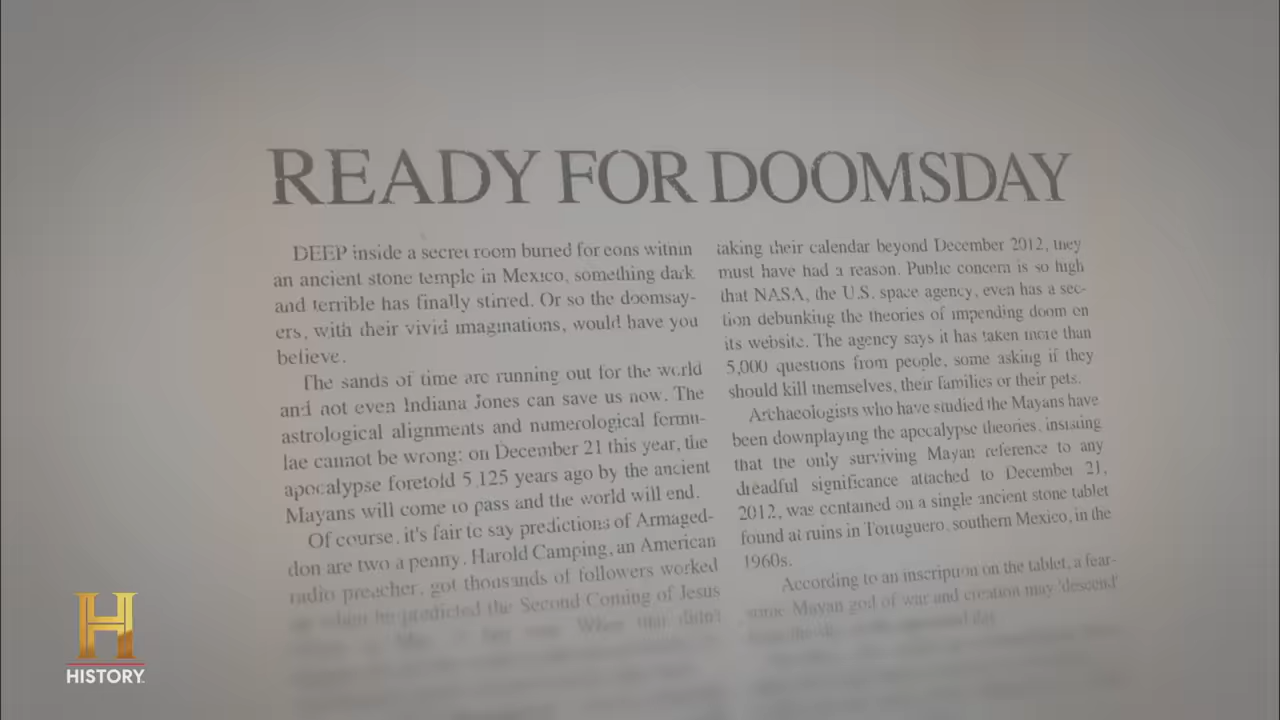 READY FOR DOOMSDAY
DEEP inside a secret room buried for eons within
an ancient stone temple in Mexico, something dark
and terrible has finally stirred. Or so the doomsay-
ers, with their vivid imaginations, would have you
believe.
The sands of time are running out for the world
and not even Indiana Jones can save us now. The
astrological alignments and numerological formu-
lae cannot be wrong: on December 21 this year, the
apocalypse foretold 5,125 years ago by the ancient
Mayans will come to pass and the world will end.
Of course, it's fair to say predictions of Armaged-
don are two a penny. Harold Camping, an American
radio preacher, got thousands of followers worked
when he predicted the Second Coming of Jesus
When that didn't
taking their calendar beyond December 2012, they
must have had a reason. Public concern is so high
that NASA, the U.S. space agency, even has a sec-
tion debunking the theories of impending doom on
its website. The agency says it has taken more than
5,000 questions from people, some asking if they
should kill themselves, their families or their pets.
Archaeologists who have studied the Mayans have
been downplaying the apocalypse theories, insisting
that the only surviving Mayan reference to any
dreadful significance attached to December 21,
2012, was contained on a single ancient stone tablet
found at ruins in Tortuguero, southern Mexico, in the
1960s.
According to an inscription on the tablet, a fear-
some Mayan god of war and creation may 'descend'
H
HISTORY